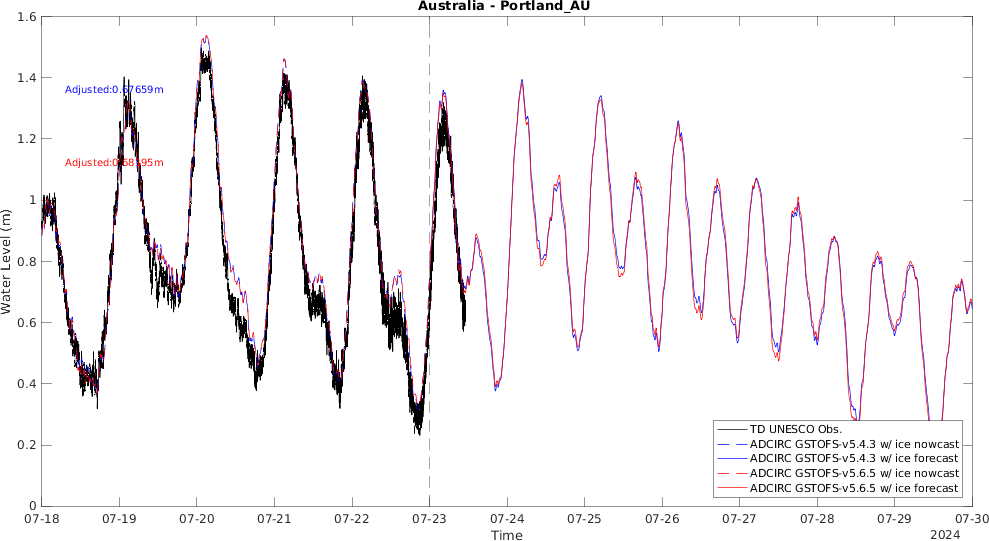 Australia - Portland_AU
1.6
1.4
1.2
1
0.8
0.6
0.4
0.2
0
Water Level (m)
Adjusted:0.67659m
TD UNESCO Obs.
ADCIRC GSTOFS-v5.4.3 w/ ice nowcast
ADCIRC GSTOFS-v5.4.3 w/ ice forecast
ADCIRC GSTOFS-v5.6.5 w/ ice nowcast
ADCIRC GSTOFS-v5.6.5 w/ ice forecast
07-18 07-19 07-20 07-21 07-22 07-23 07-24 07-25 07-26 07-27 07-28 07-29 07-30
Time
2024